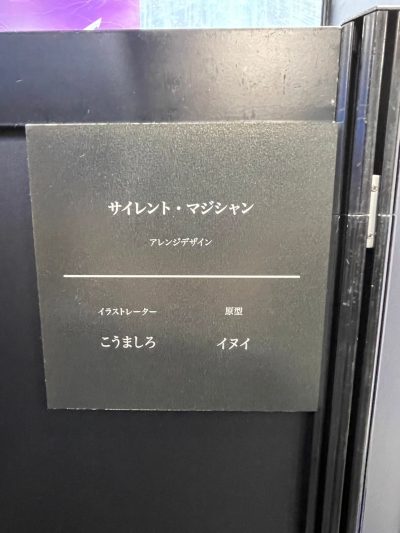 サイレント・マジシャン
アレンジデザイン
イラストレーター 原型
こうましろ イヌイ